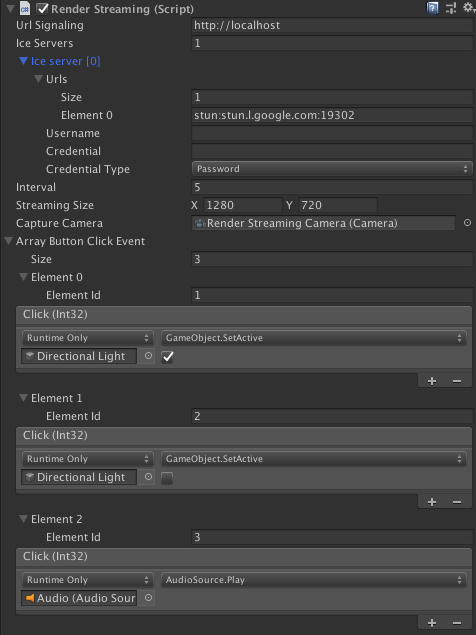 Render Streaming (Script)
Url Signaling http://localhost
Ice Servers 1
Ice server [0]
Urls
Size 1
Element 0 stun:stun.l.google.com:19302
Username
Credential
Credential Type Password
Interval 5
Streaming Size X 1280 Y 720
Capture Camera Render Streaming Camera (Camera)
Array Button Click Event
Size 3
Element 0
Element Id 1
Click (Int32)
Runtime Only GameObject.SetActive
Directional Light
Element 1
Element Id 2
Click (Int32)
Runtime Only GameObject.SetActive
Directional Light
Element 2
Element Id 3
Click (Int32)
Runtime Only AudioSource.Play
Audio (Audio Sour